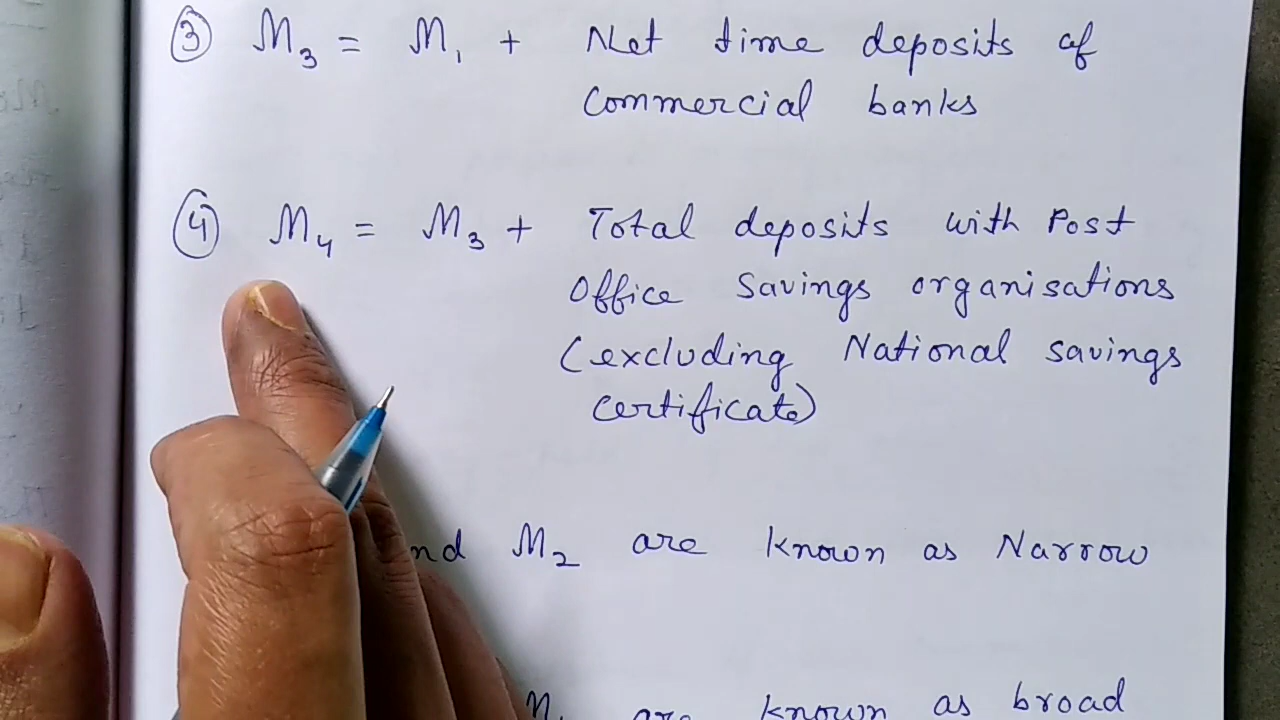 ③ M₃ = M₁ + Net time deposits of
Commercial banks
④ M₄ = M₃ + Total deposits with Post
Office Savings organisations
(excluding National savings
certificate)
M₂ are known as Narrow
are known as broad